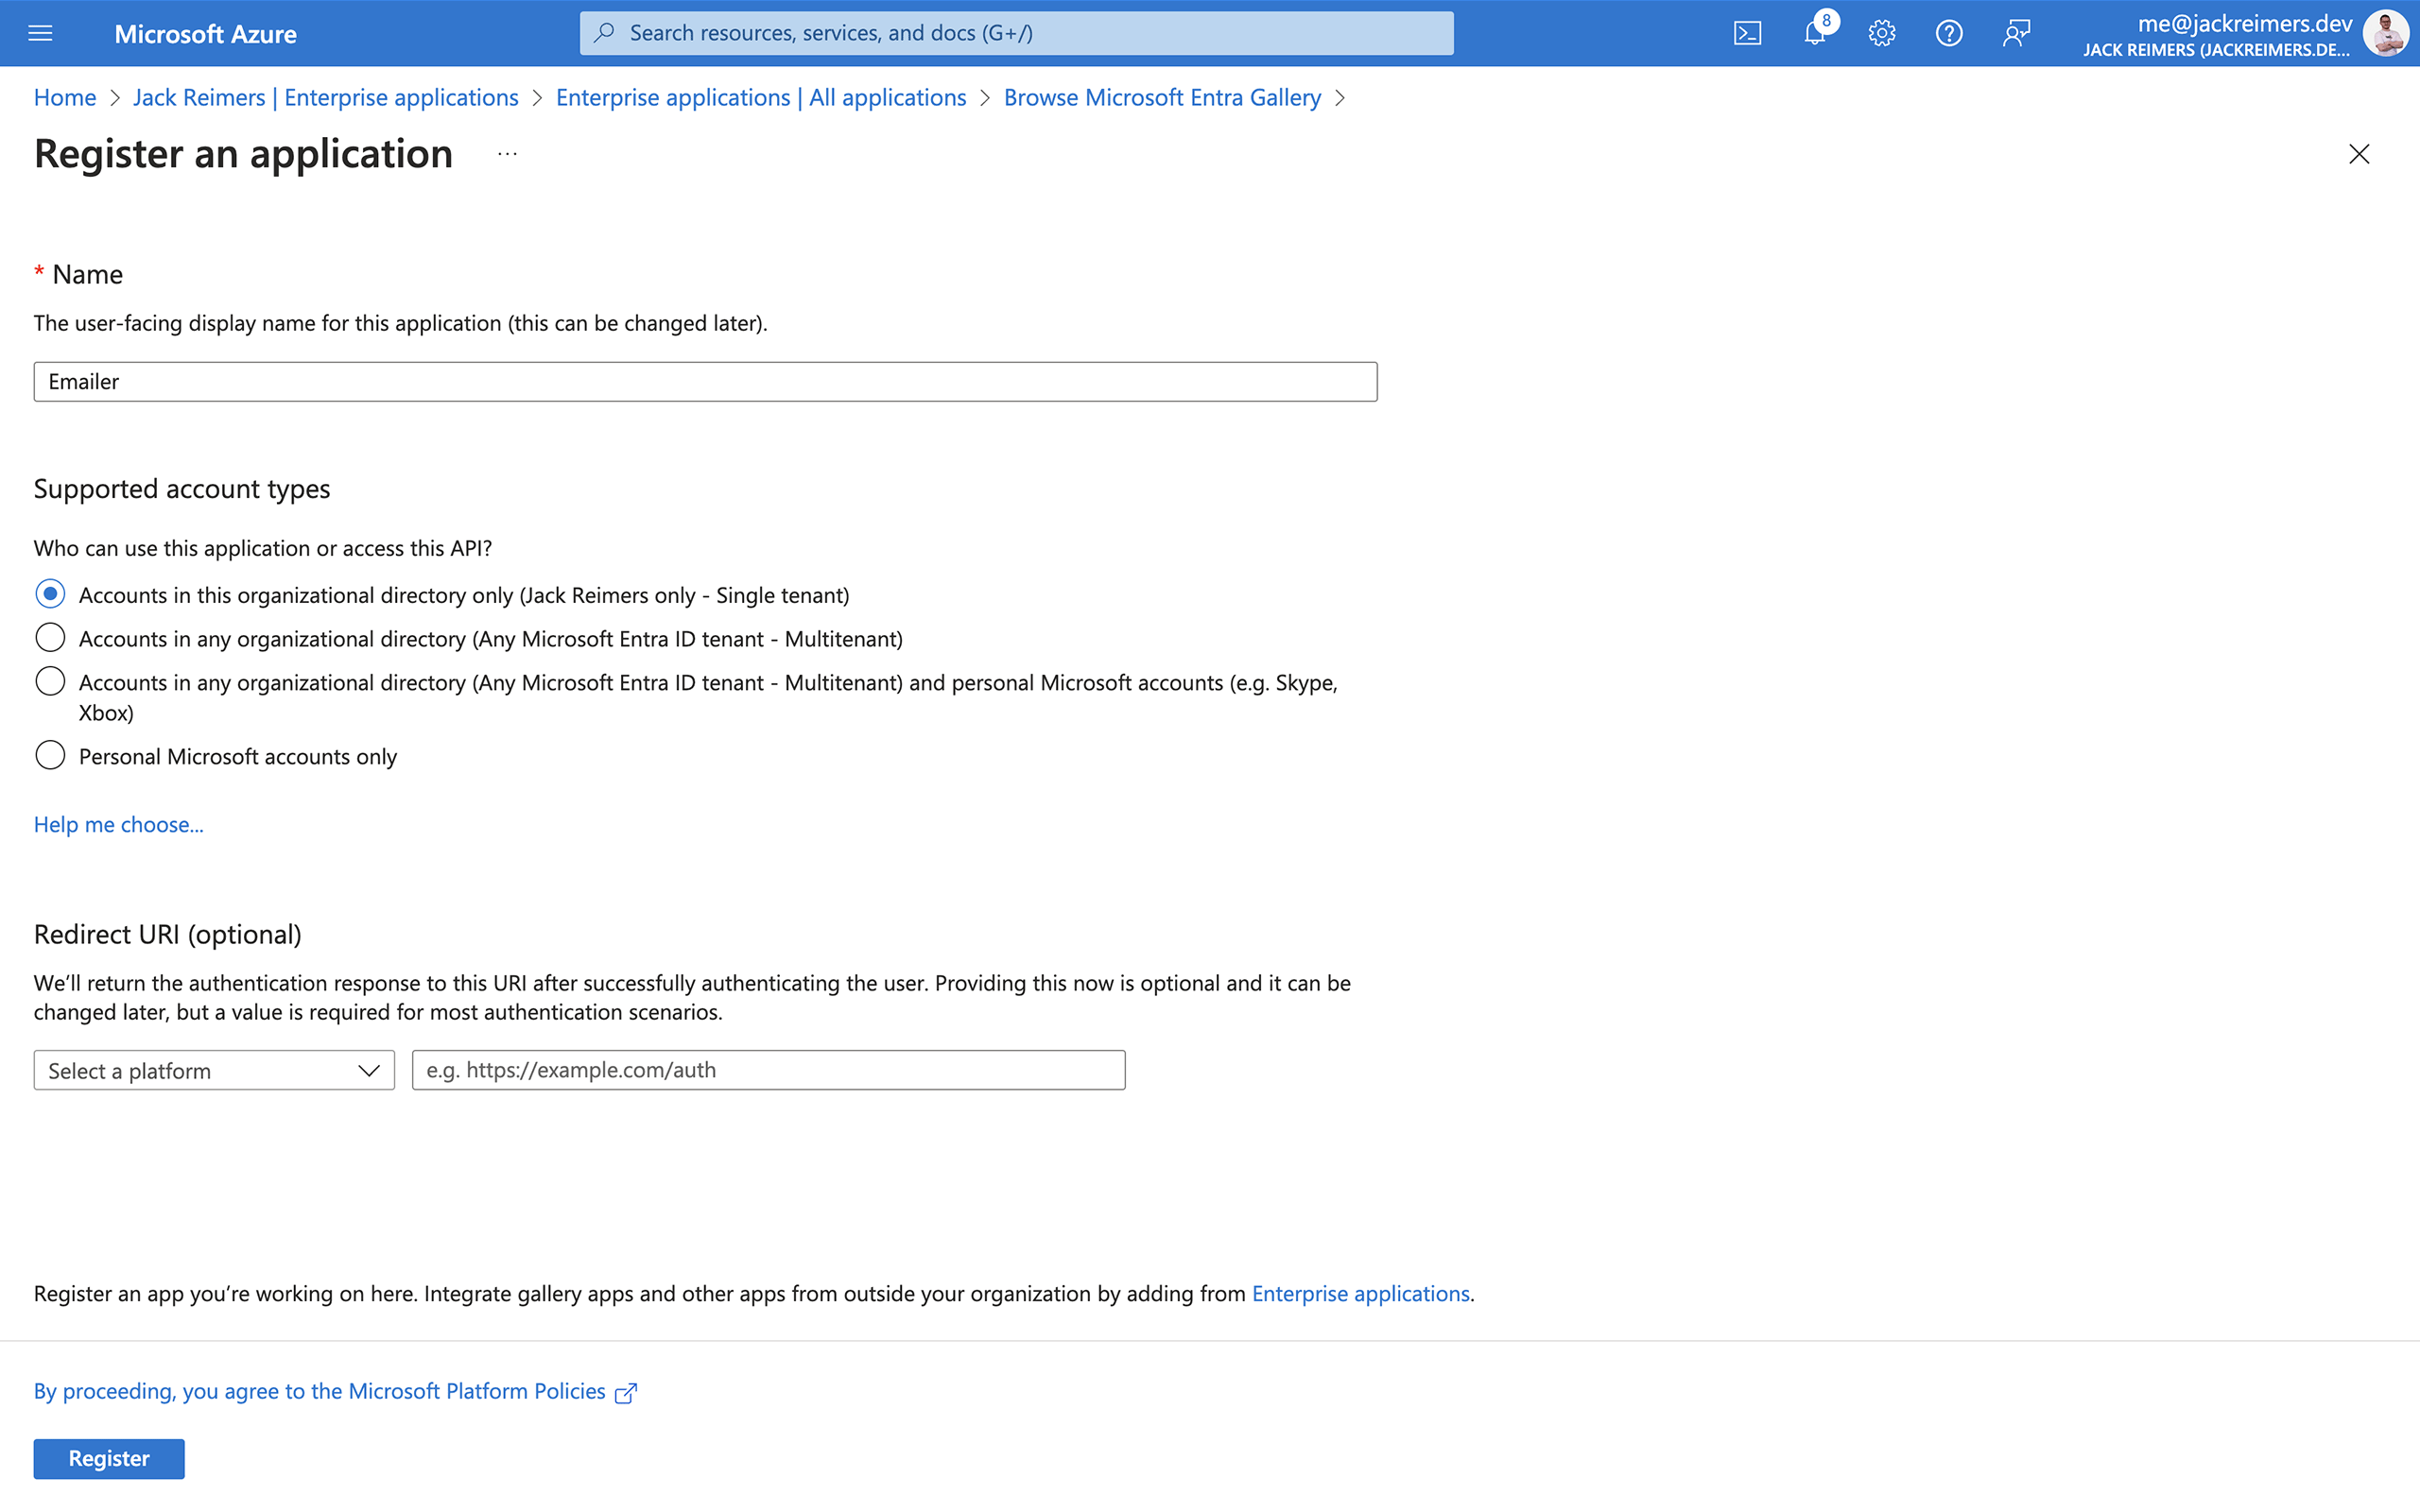 Microsoft Azure
Search resources, services, and docs (G+/)
8
me@jackreimers.dev
JACK REIMERS (JACKREIMERS.DE...
Home > Jack Reimers | Enterprise applications > Enterprise applications | All applications > Browse Microsoft Entra Gallery >
Register an application ...
* Name
The user-facing display name for this application (this can be changed later).
Emailer
Supported account types
Who can use this application or access this API?
Accounts in this organizational directory only (Jack Reimers only - Single tenant)
Accounts in any organizational directory (Any Microsoft Entra ID tenant - Multitenant)
Accounts in any organizational directory (Any Microsoft Entra ID tenant - Multitenant) and personal Microsoft accounts (e.g. Skype,
Xbox)
Personal Microsoft accounts only
Help me choose...
Redirect URI (optional)
We’ll return the authentication response to this URI after successfully authenticating the user. Providing this now is optional and it can be
changed later, but a value is required for most authentication scenarios.
Select a platform
e.g. https://example.com/auth
Register an app you’re working on here. Integrate gallery apps and other apps from outside your organization by adding from Enterprise applications.
By proceeding, you agree to the Microsoft Platform Policies
Register